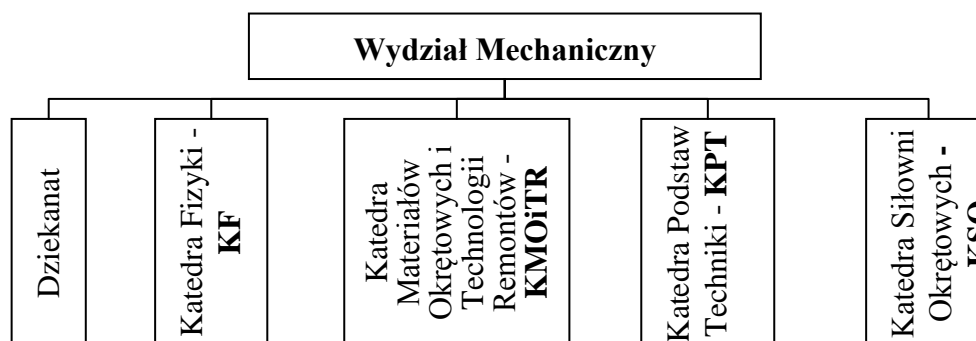 Wydział Mechaniczny
Dziekanat
Katedra Fizyki -
KF
Katedra
Materiałów
Okrętowych i
Technologii
Remontów -
KMOiTR
Katedra Podstaw
Techniki - KPT
Katedra Siłowni
Okrętowych -
KSO